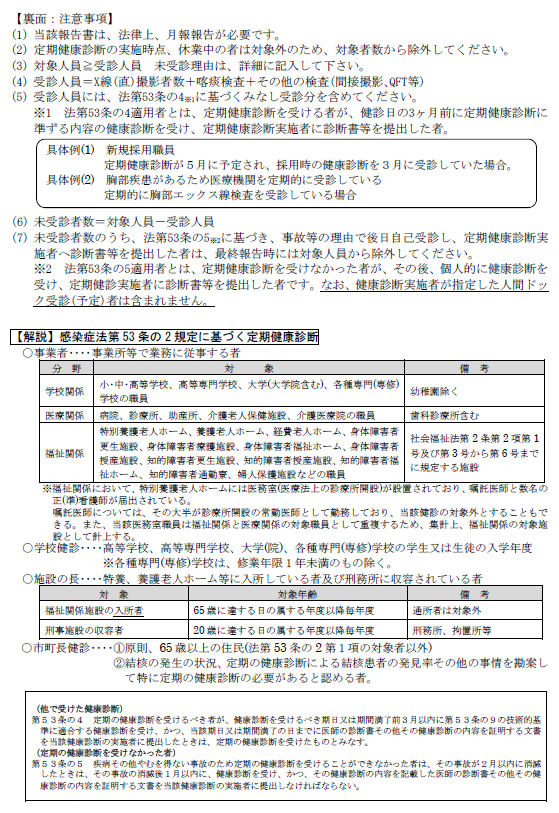 【裏面：注意事項】
(1) 当該報告書は、法律上、月報報告が必要です。
(2) 定期健康診断の実施時点、休業中の者は対象外のため、対象者数から除外してください。
(3) 対象人員≧受診人員　未受診理由は、詳細に記入して下さい。
(4) 受診人員＝X線(直)撮影者数＋喀痰検査＋その他の検査(間接撮影、QFT等)
(5) 受診人員には、法第53条の4※1に基づくみなし受診分を含めてください。
※1　法第53条の4適用者とは、定期健康診断を受ける者が、健診日の3ヶ月前に定期健康診断に
準ずる内容の健康診断を受け、定期健康診断実施者に診断書等を提出した者。
具体例(1)　新規採用職員
定期健康診断が５月に予定され、採用時の健康診断を３月に受診していた場合。
具体例(2)　胸部疾患があるため医療機関を定期的に受診している
定期的に胸部エックス線検査を受診している場合
(6) 未受診者数＝対象人員－受診人員
(7) 未受診者数のうち、法第53条の5※2に基づき、事故等の理由で後日自己受診し、定期健康診断実
施者へ診断書等を提出した者は、最終報告時には対象人員から除外してください。
※2　法第53条の5適用者とは、定期健康診断を受けなかった者が、その後、個人的に健康診断を
受け、定期健診実施者に診断書等を提出した者です。なお、健康診断実施者が指定した人間ドッ
ク受診(予定)者は含まれません。
【解説】感染症法第53条の2規定に基づく定期健康診断
○事業者‥‥事業所等で業務に従事する者
分　野　対　象　備　考
学校関係　小・中・高等学校、高等専門学校、大学(大学院含む)、各種専門(専修)
学校の職員　幼稚園除く
医療関係　病院、診療所、助産所、介護老人保健施設、介護医療院の職員　歯科診療所含む
福祉関係　特別養護老人ホーム、養護老人ホーム、経費老人ホーム、身体障害者
更生施設、身体障害者療護施設、身体障害者福祉ホーム、身体障害者
授産施設、知的障害者更生施設、知的障害者授産施設、知的障害者福
祉ホーム、知的障害者通勤寮、婦人保護施設などの職員
社会福祉法第２条第２項第１
号及び第３号から第６号まで
に規定する施設
※福祉関係において、特別養護老人ホームには医務室(医療法上の診療所開設)が設置されており、嘱託医師と数名の
正(准)看護師が届出されている。
嘱託医師については、その大半が診療所開設の常勤医師として勤務しており、当該健診の対象外とすることもで
きる。また、当該医務室職員は福祉関係と医療関係の対象職員として重複するため、集計上、福祉関係の対象施
設として計上する。
○学校健診‥‥高等学校、高等専門学校、大学(院)、各種専門(専修)学校の学生又は生徒の入学年度
※各種専門(専修)学校は、修業年限１年未満のもの除く。
○施設の長‥‥特養、養護老人ホーム等に入所している者及び刑務所に収容されている者
対　象　対象年齢　備　考
福祉関係施設の入所者　65歳に達する日の属する年度以降毎年度　通所者は対象外
刑事施設の収容者　20歳に達する日の属する年度以降毎年度　刑務所、拘置所等
○市町長健診‥‥①原則、65歳以上の住民(法第53条の2第1項の対象者以外)
②結核の発生の状況、定期の健康診断による結核患者の発見率その他の事情を勘案し
て特に定期の健康診断の必要があると認める者。
(他で受けた健康診断)
第５３条の４　定期の健康診断を受けるべき者が、健康診断を受けるべき期日又は期間満了前３月以内に第５３条の９の技術的基
準に適合する健康診断を受け、かつ、当該期日又は期間満了の日までに医師の診断書その他その健康診断の内容を証明する文書
を当該健康診断の実施者に提出したときは、定期の健康診断を受けたものとみなす。
(定期の健康診断を受けなかった者)
第５３条の５　疾病その他やむを得ない事故のため定期の健康診断を受けることができなかった者は、その事故が２月以内に消滅
したときは、その事故の消滅後１月以内に、健康診断を受け、かつ、その健康診断の内容を記載した医師の診断書その他その健
康診断の内容を証明する文書を当該健康診断の実施者に提出しなければならない。